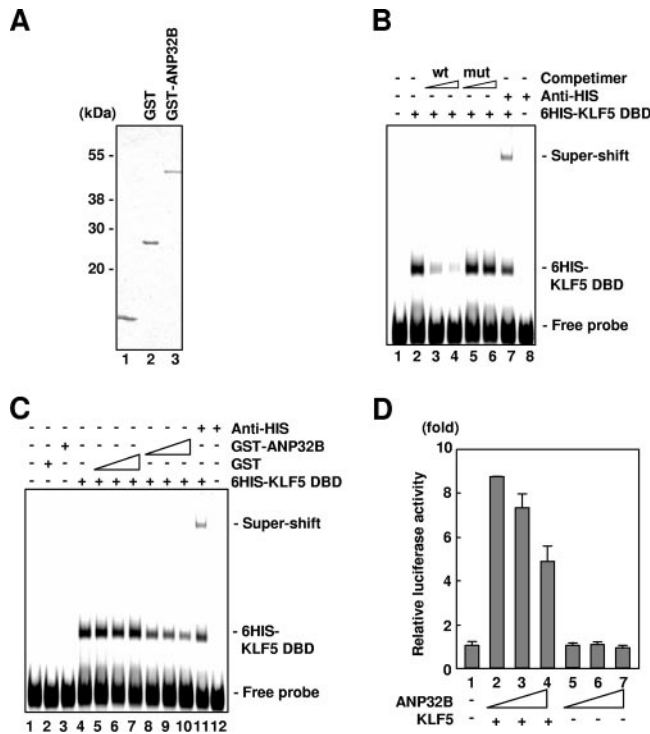 A
(kDa)
GST
GST-ANP32B
55 -
38 -
30 -
20 -
1 2 3
B
wt mut
- - - - Competimer
- - - - - - + + Anti-HIS
- + + + + + + - 6HIS-KLF5 DBD
- Super-shift
- 6HIS-
KLF5 DBD
- Free probe
1 2 3 4 5 6 7 8
C
- - - - - - - - - - + + Anti-HIS
- - + - - - - - - GST-ANP32B
- + - - - - - - - GST
- - - + + + + + + + + - 6HIS-KLF5 DBD
- Super-shift
- 6HIS-
KLF5 DBD
- Free probe
1 2 3 4 5 6 7 8 9 10 11 12
D
(fold)
Relative luciferase activity
10
8
6
4
2
0
1 2 3 4 5 6 7
ANP32B - -
KLF5 - + + + - - -